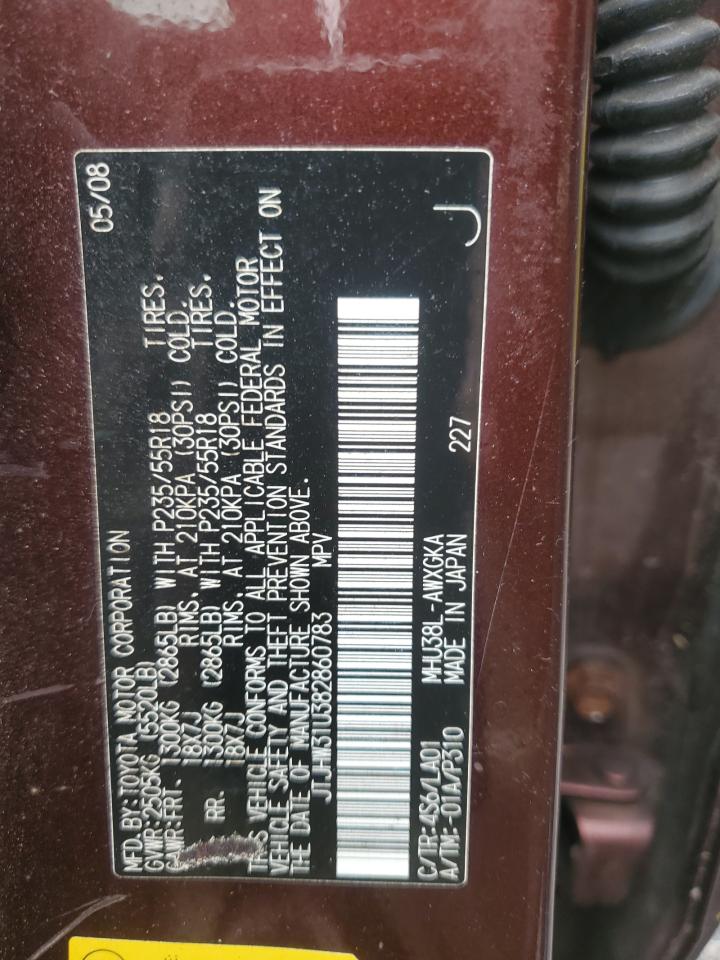 MFD. BY: TOYOTA MOTOR CORPORATION 05/08
GVWR: 2505KG (5520LB)
GAWR: FRT. 1300KG (2865LB) WITH P235/55R18 TIRES.
18X7J RIMS. AT 210KPA (30PSI) COLD.
RR. 1300KG (2865LB) WITH P235/55R18 TIRES.
18X7J RIMS. AT 210KPA (30PSI) COLD.
THIS VEHICLE CONFORMS TO ALL APPLICABLE FEDERAL MOTOR
VEHICLE SAFETY AND THEFT PREVENTION STANDARDS IN EFFECT ON
THE DATE OF MANUFACTURE SHOWN ABOVE.
JTJHW31U382860783 MPV
C/TR: 4S6/LA01 MHU38L-AWXGKA
A/TM: -01A/P310 MADE IN JAPAN 227 J